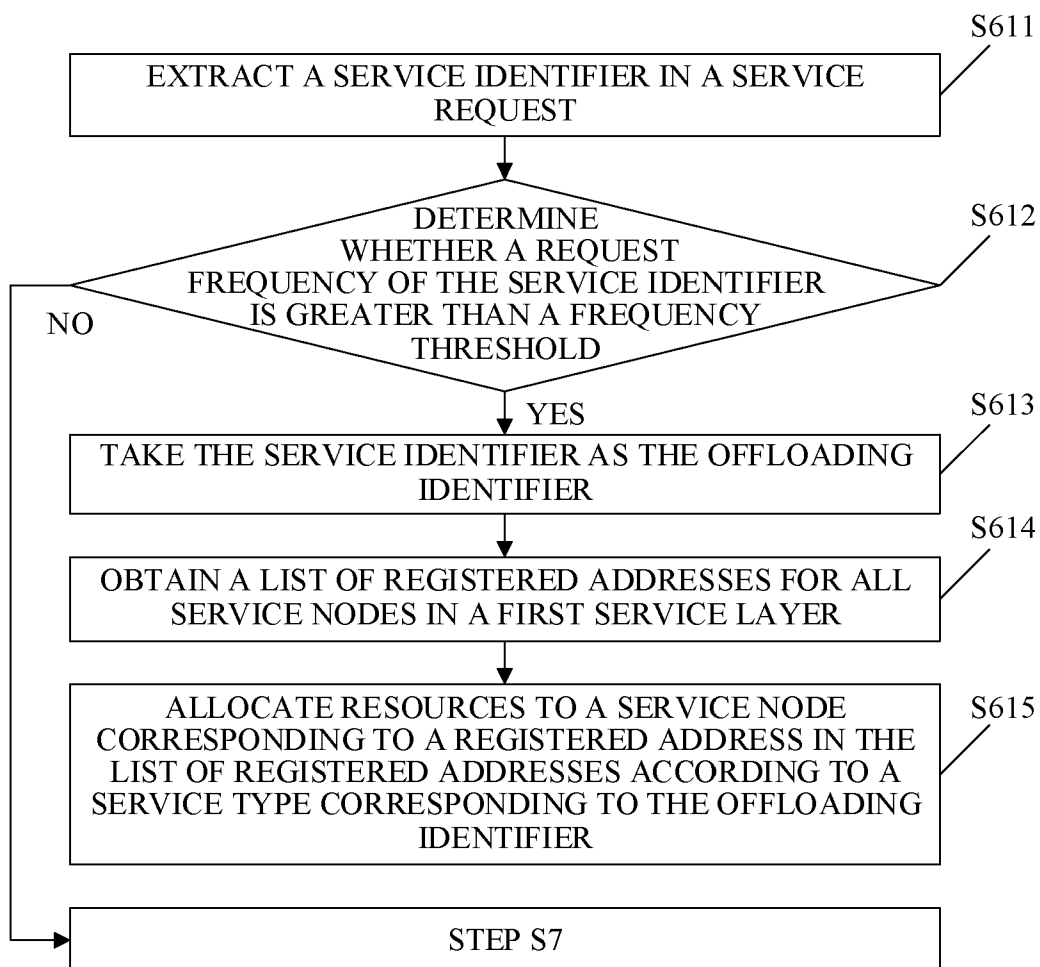 S611
EXTRACT A SERVICE IDENTIFIER IN A SERVICE
REQUEST
S612
DETERMINE
WHETHER A REQUEST
FREQUENCY OF THE SERVICE IDENTIFIER
IS GREATER THAN A FREQUENCY
THRESHOLD
NO
YES
S613
TAKE THE SERVICE IDENTIFIER AS THE OFFLOADING
IDENTIFIER
S614
OBTAIN A LIST OF REGISTERED ADDRESSES FOR ALL
SERVICE NODES IN A FIRST SERVICE LAYER
S615
ALLOCATE RESOURCES TO A SERVICE NODE
CORRESPONDING TO A REGISTERED ADDRESS IN THE
LIST OF REGISTERED ADDRESSES ACCORDING TO A
SERVICE TYPE CORRESPONDING TO THE OFFLOADING
IDENTIFIER
STEP S7